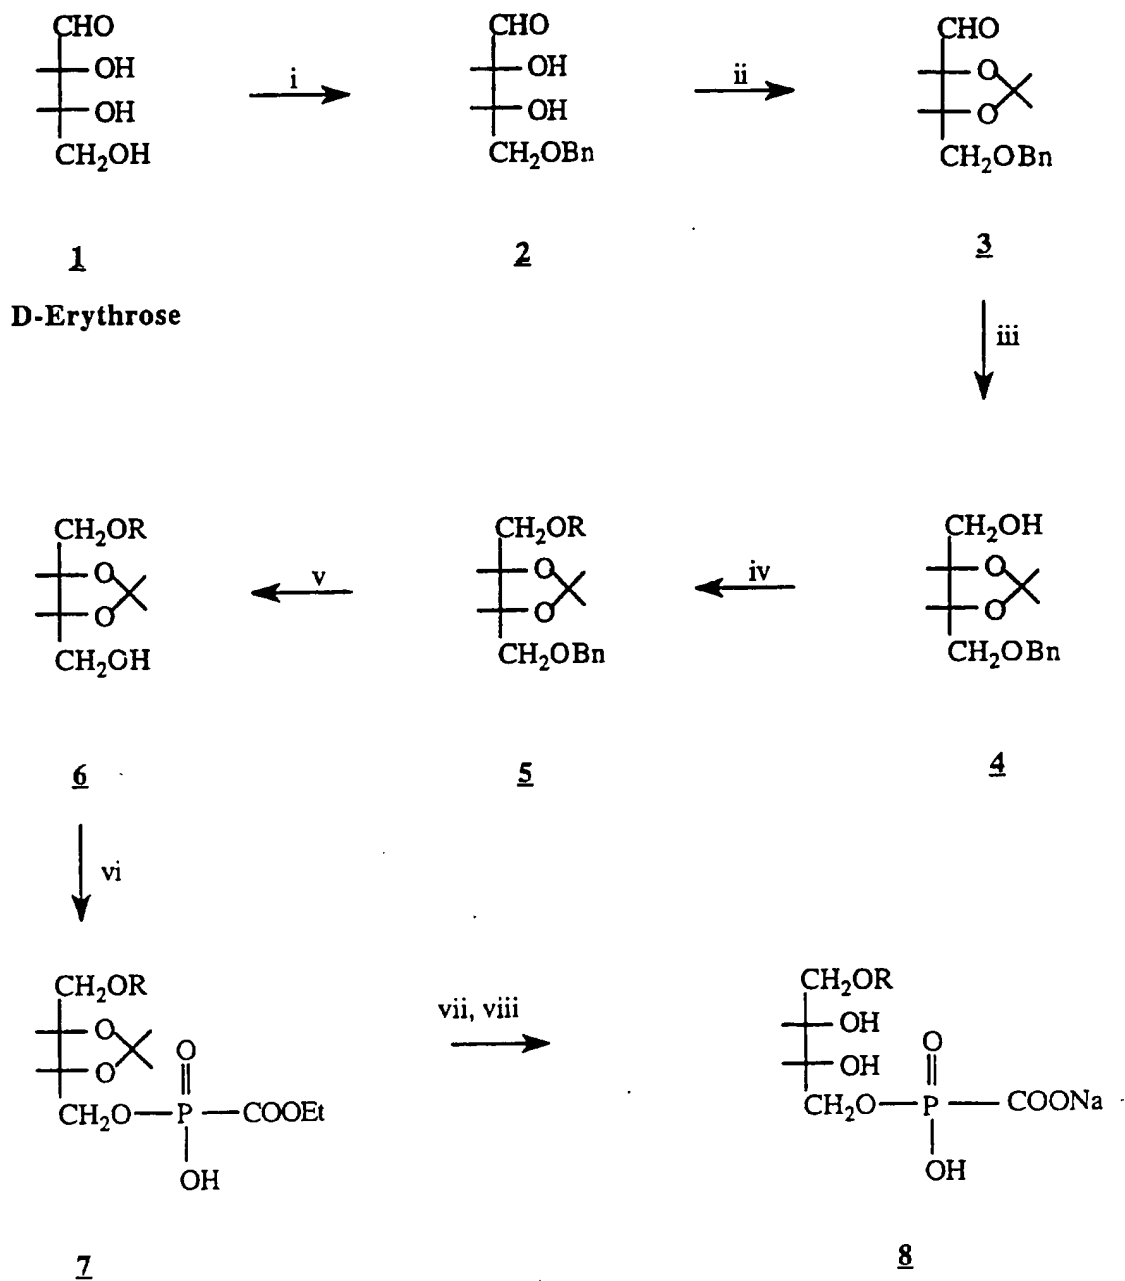 CHO
OH
OH
CH₂OH
1
D-Erythrose
i
CHO
OH
OH
CH₂OBn
2
ii
CHO
O
O
CH₂OBn
3
iii
CH₂OH
O
O
CH₂OBn
4
iv
CH₂OR
O
O
CH₂OBn
5
v
CH₂OR
O
O
CH₂OH
6
vi
CH₂OR
O
O
O
CH₂O P COOEt
OH
7
vii, viii
CH₂OR
OH
OH
O
CH₂O P COONa
OH
8